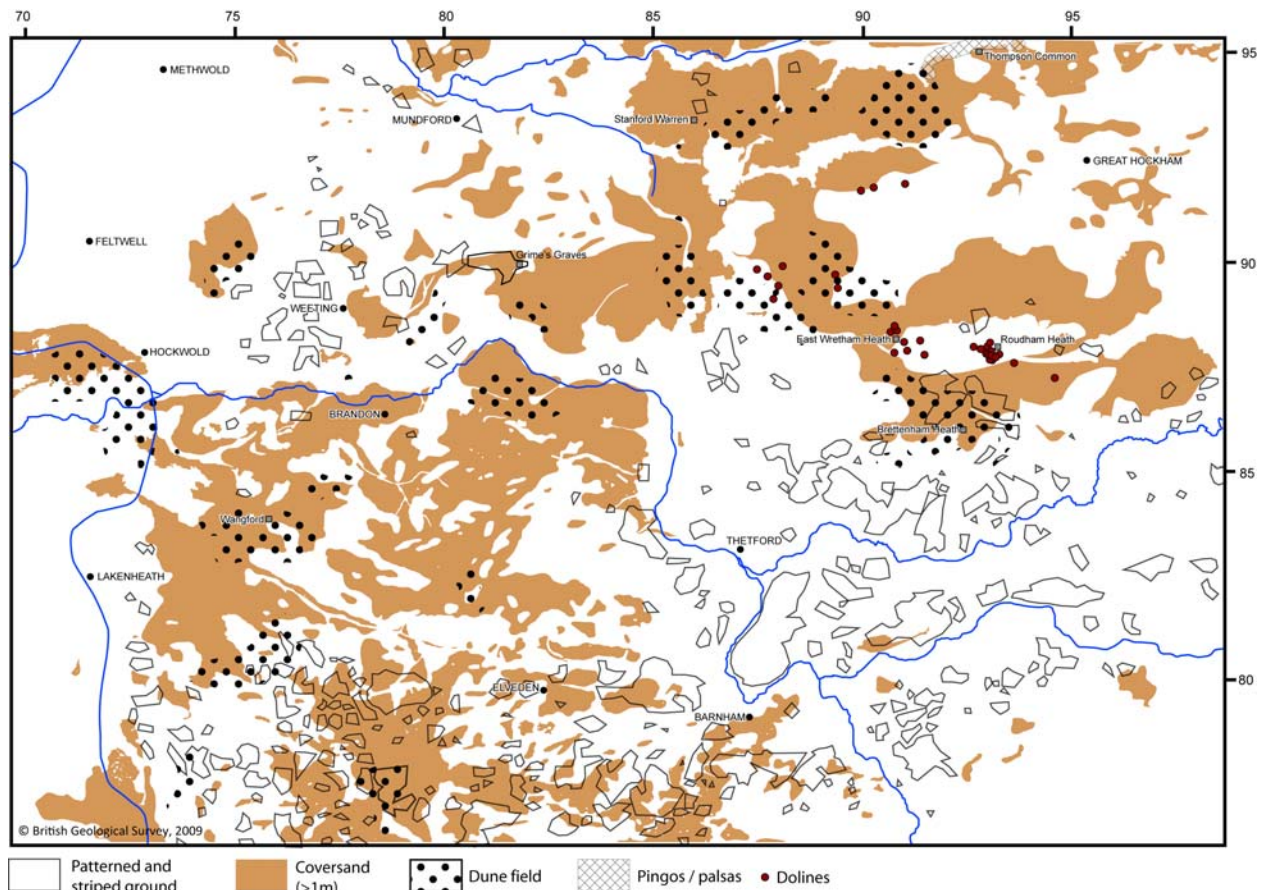 70 75 80 85 90 95
95
Thompson Common
METHWOLD
MUNDFORD
Stanford Warren
GREAT HOCKHAM
FELTWELL
Grime's Graves
90
WEETING
East Wretham Heath
Roudham Heath
HOCKWOLD
BRANDON
Brettenham Heath
85
Wangford
THETFORD
LAKENHEATH
ELVEDEN
80
BARNHAM
© British Geological Survey, 2009
Patterned and
striped ground
Coversand
(>1m)
Dune field
Pingos / palsas
Dolines